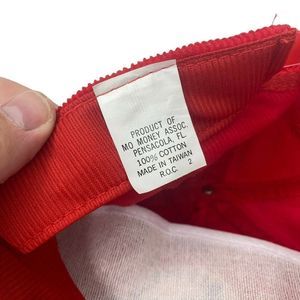 PRODUCT OF
MO MONEY ASSOC.
PENSACOLA, FL.
100% COTTON
MADE IN TAIWAN
R.O.C. 2